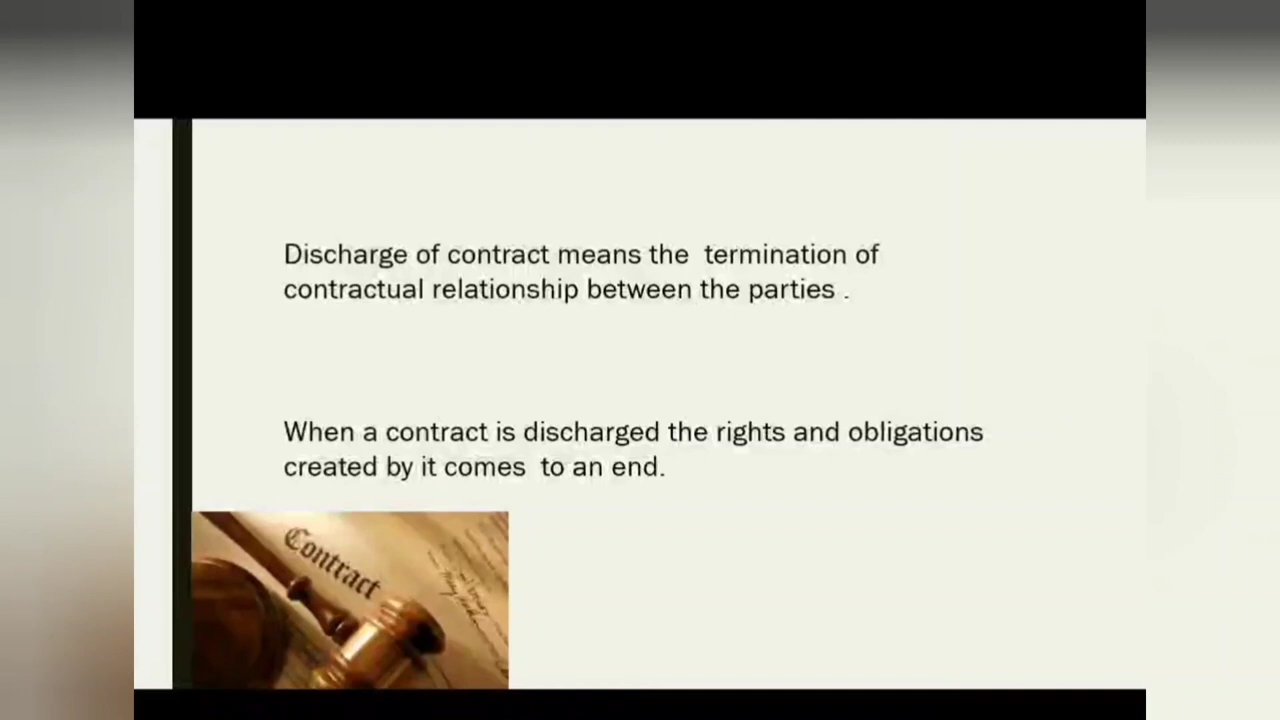 Discharge of contract means the termination of
contractual relationship between the parties .
When a contract is discharged the rights and obligations
created by it comes to an end.
Contract